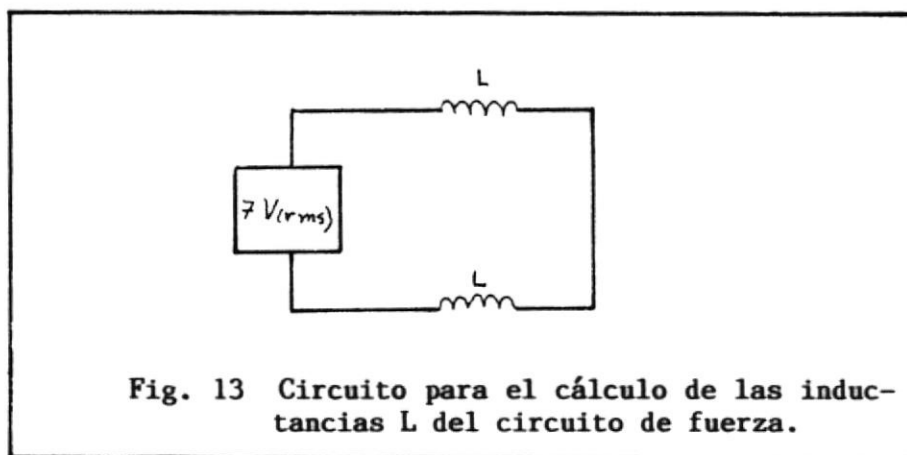 L
7 V(rms)
L
Fig. 13 Circuito para el cálculo de las induc-
tancias L del circuito de fuerza.